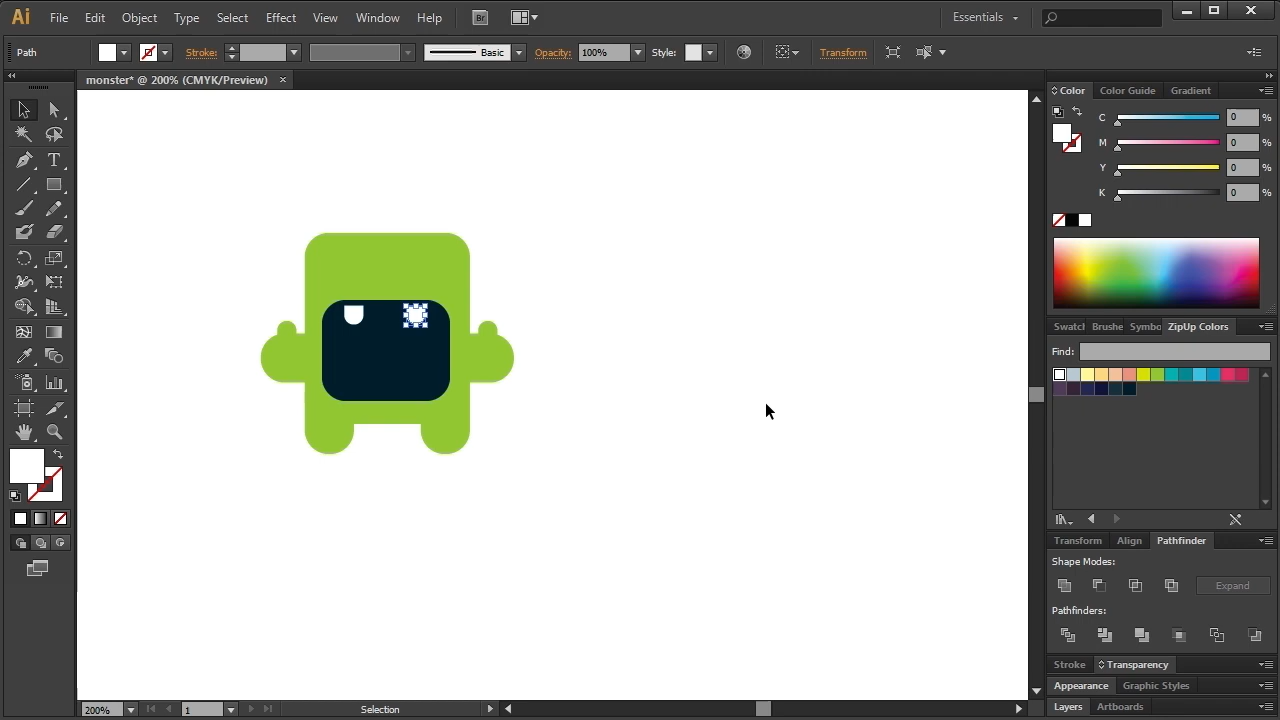 Ai File Edit Object Type Select Effect View Window Help Br Essentials
Path Stroke: Basic Opacity: 100% Style: Transform
monster* @ 200% (CMYK/Preview)
Color Color Guide Gradient
C 0 %
M 0 %
Y 0 %
K 0 %
Swatcl Brushe Symbo ZipUp Colors
Find:
Transform Align Pathfinder
Shape Modes:
Expand
Pathfinders:
Stroke Transparency
Appearance Graphic Styles
Layers Artboards
200% 1 Selection